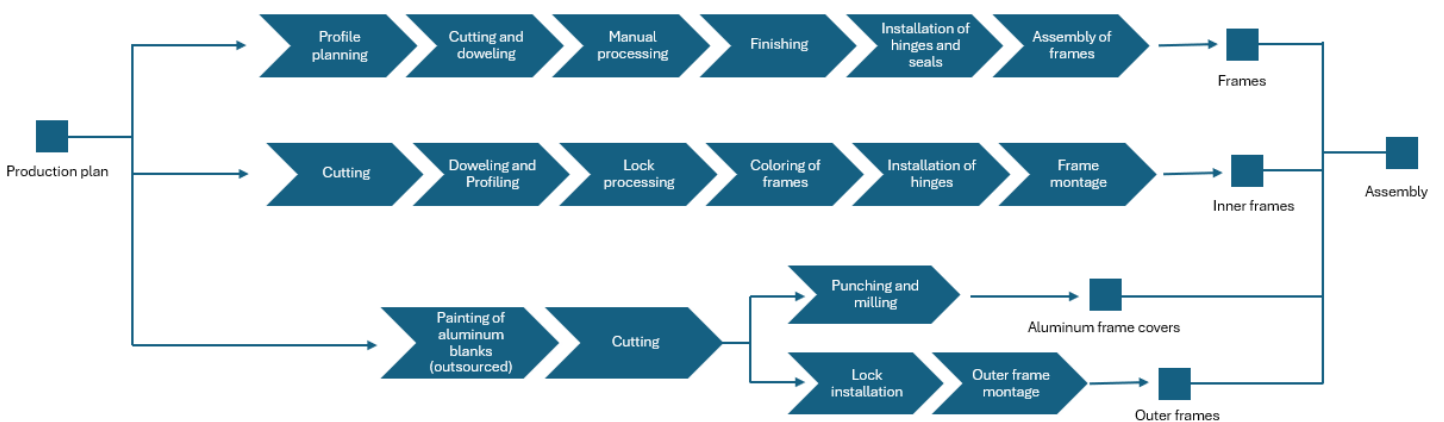 Profile
planning
Cutting and
doweling
Manual
processing
Finishing
Installation of
hinges and
seals
Assembly of
frames
Frames
Production plan
Cutting
Doweling and
Profiling
Lock
processing
Coloring of
frames
Installation of
hinges
Frame
montage
Inner frames
Assembly
Painting of
aluminum
blanks
(outsourced)
Cutting
Punching and
milling
Aluminum frame covers
Lock
installation
Outer frame
montage
Outer frames